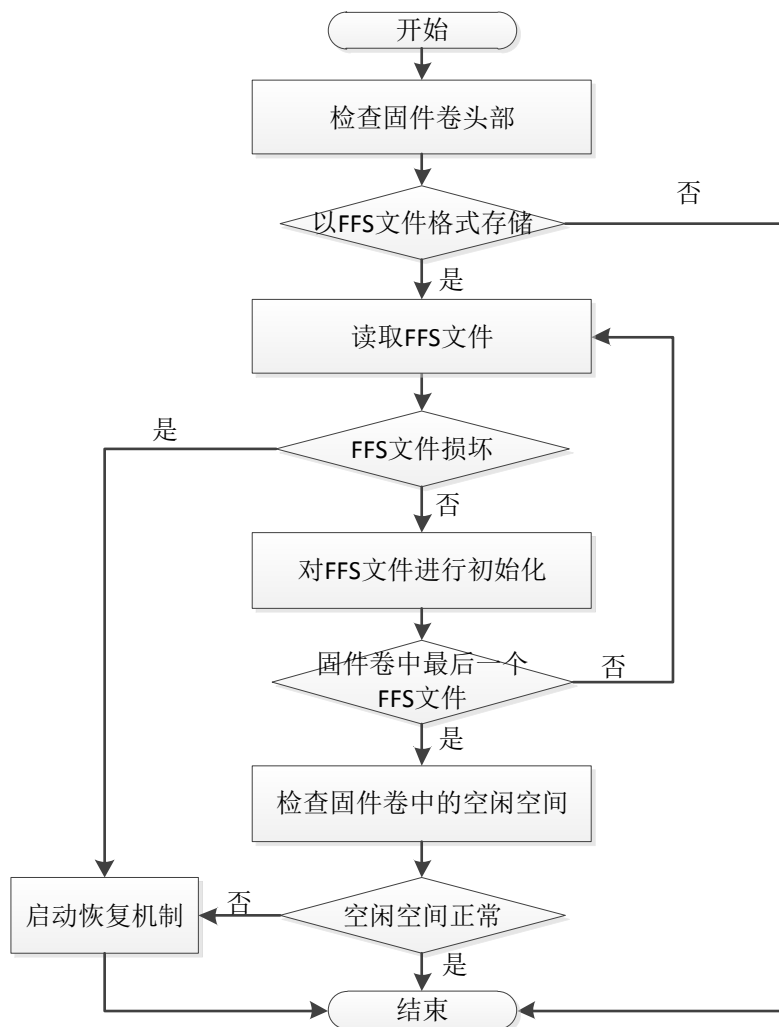 开始
检查固件卷头部
否
以FFS文件格式存储
是
读取FFS文件
是
FFS文件损坏
否
对FFS文件进行初始化
固件卷中最后一个
否
FFS文件
是
检查固件卷中的空闲空间
启动恢复机制
否
空闲空间正常
是
结束